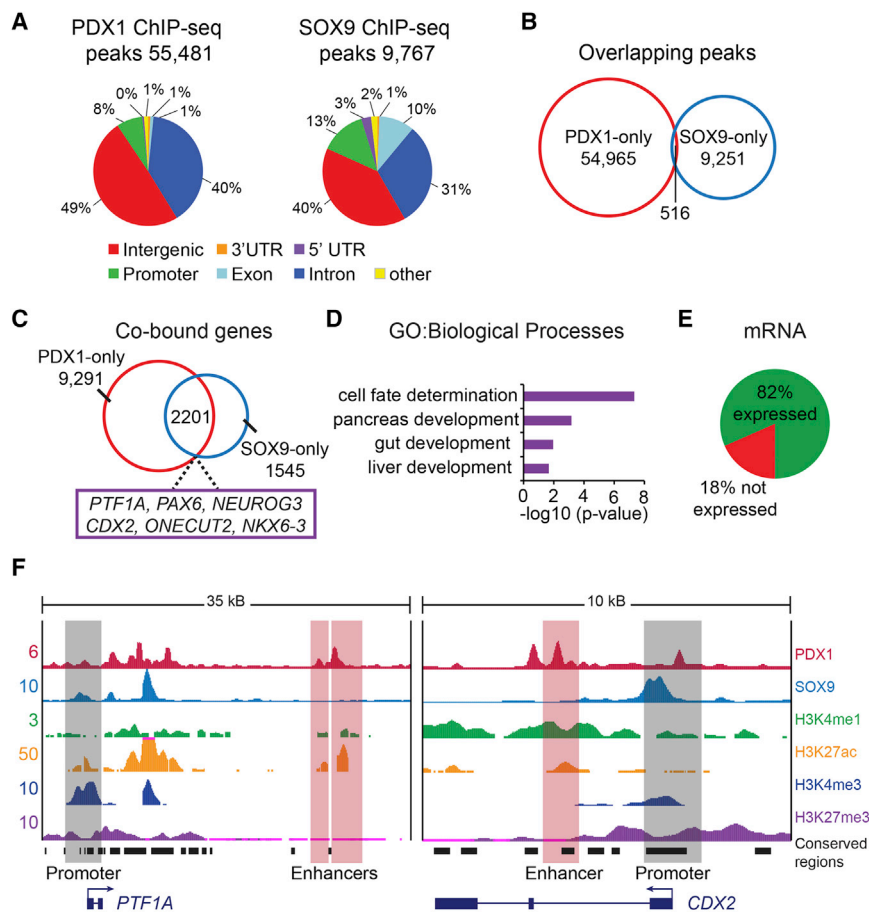 A
PDX1 ChIP-seq
peaks 55,481
SOX9 ChIP-seq
peaks 9,767
0%
1%
1%
1%
8%
40%
49%
3%
2%
1%
10%
13%
31%
40%
Intergenic
3'UTR
5' UTR
Promoter
Exon
Intron
other
B
Overlapping peaks
PDX1-only
54,965
SOX9-only
9,251
516
C
Co-bound genes
PDX1-only
9,291
2201
SOX9-only
1545
PTF1A, PAX6, NEUROG3
CDX2, ONECUT2, NKX6-3
D
GO:Biological Processes
cell fate determination
pancreas development
gut development
liver development
0 2 4 6 8
-log10 (p-value)
E
mRNA
82%
expressed
18% not
expressed
F
35 kB
10 kB
6
PDX1
10
SOX9
3
H3K4me1
50
H3K27ac
10
H3K4me3
10
H3K27me3
Conserved
regions
Promoter
Enhancers
Enhancer
Promoter
PTF1A
CDX2